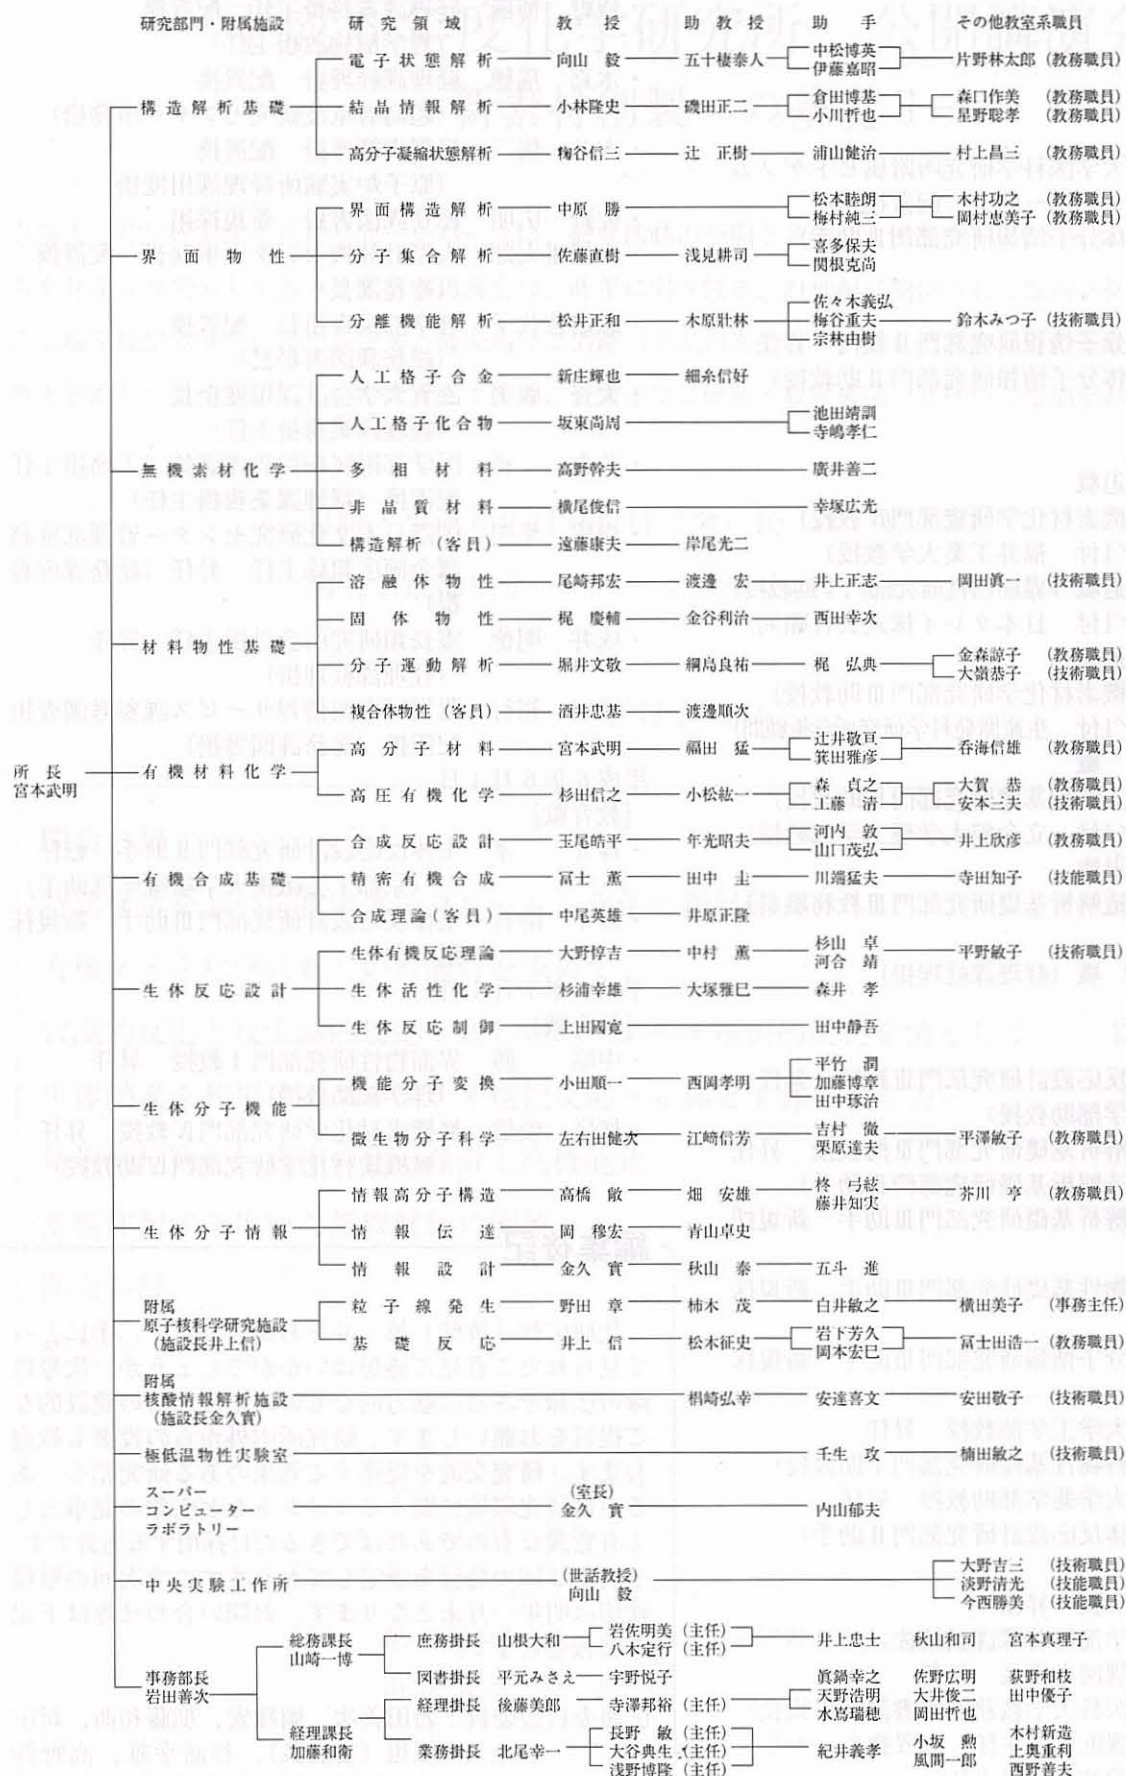 研究部門・附属施設 研究領域 教授 助教授 助手 その他教室系職員
電子状態解析 向山 毅 五十棲泰人 中松博英 片野林太郎 (教務職員)
伊藤嘉昭
構造解析基礎 結晶情報解析 小林隆史 磯田正二 倉田博基 森口作美 (教務職員)
小川哲也 星野聡孝 (教務職員)
高分子凝縮状態解析 梅谷信三 辻 正樹 浦山健治 村上昌三 (教務職員)
界面構造解析 中原 勝 松本睦朗 木村功之 (教務職員)
梅村純三 岡村恵美子 (教務職員)
界面物性 分子集合解析 佐藤直樹 浅見耕司 喜多保夫
関根克尚
佐々木義弘
分離機能解析 松井正和 木原壯林 梅谷重夫 鈴木みつ子 (技術職員)
宗林由樹
人工格子合金 新庄輝也 細糸信好
人工格子化合物 坂東尚周 池田靖訓
寺嶋孝仁
無機素材化学 多相材料 高野幹夫 廣井善二
非晶質材料 横尾俊信 幸塚広光
構造解析 (客員) 遠藤康夫 岸尾光二
溶融体物性 尾崎邦宏 渡邊 宏 井上正志 岡田眞一 (技術職員)
固体物性 梶 慶輔 金谷利治 西田幸次
材料物性基礎 分子運動解析 堀井文敬 綱島良祐 梶 弘典 金森諒子 (教務職員)
大嶺恭子 (技術職員)
複合体物性 (客員) 酒井忠基 渡邊順次
高分子材料 宮本武明 福田 猛 辻井敬亘 呑海信雄 (教務職員)
箕田雅彦
所長
宮本武明 有機材料化学
高圧有機化学 杉田信之 小松紘一 森 貞之 大賀 恭 (教務職員)
工藤 清 安本三夫 (技術職員)
合成反応設計 玉尾皓平 年光昭夫 河内 敦 井上欣彦 (教務職員)
山口茂弘
有機合成基礎 精密有機合成 冨士 薫 田中 圭 川端猛夫 寺田知子 (技能職員)
合成理論 (客員) 中尾英雄 井原正隆
生体有機反応理論 大野惇吉 中村 薫 杉山 卓 平野敏子 (技術職員)
河合 靖
生体反応設計 生体活性化学 杉浦幸雄 大塚雅巳 森井 孝
生体反応制御 上田國寛 田中静吾
平竹 潤
機能分子変換 小田順一 西岡孝明 加藤博章
田中琢治
生体分子機能
微生物分子科学 左右田健次 江崎信芳 吉村 徹 平澤敏子 (教務職員)
栗原達夫
情報高分子構造 高橋 敏 畑 安雄 柊 弓絃 芥川 亨 (教務職員)
藤井知実
生体分子情報 情報伝達 岡 穆宏 青山卓史
情報設計 金久 實 秋山 泰 五斗 進
附属
原子核科学研究施設
(施設長井上信)
粒子線発生 野田 章 柿木 茂 白井敏之 横田美子 (事務主任)
基礎反応 井上 信 松木征史 岩下芳久 冨士田浩一 (教務職員)
岡本宏巳
附属
核酸情報解析施設 椙崎弘幸 安達喜文 安田敬子 (技術職員)
(施設長金久實)
極低温物性実験室 壬生 攻 楠田敏之 (技術職員)
スーパー
コンピューター
ラボラトリー
(室長)
金久 實 内山郁夫
中央実験工作所 (世話教授)
向山 毅
大野吉三 (技術職員)
淡野清光 (技能職員)
今西勝美 (技能職員)
事務部長
岩田善次
総務課長
山崎一博
庶務掛長 山根大和 岩佐明美 (主任) 井上忠士 秋山和司 宮本真理子
八木定行 (主任)
図書掛長 平元みさえ 宇野悦子
経理課長
加藤和衛
経理掛長 後藤美郎 寺澤邦裕 (主任) 眞鍋幸之 佐野広明 荻野和枝
天野浩明 大井俊二 田中優子
水嶌瑞穂 岡田哲也
業務掛長 北尾幸一 長野 敏 (主任) 紀井義孝 小坂 勲 木村新造
大谷典生 (主任) 風間一郎 上奥重利
浅野博隆 (主任) 西野善夫